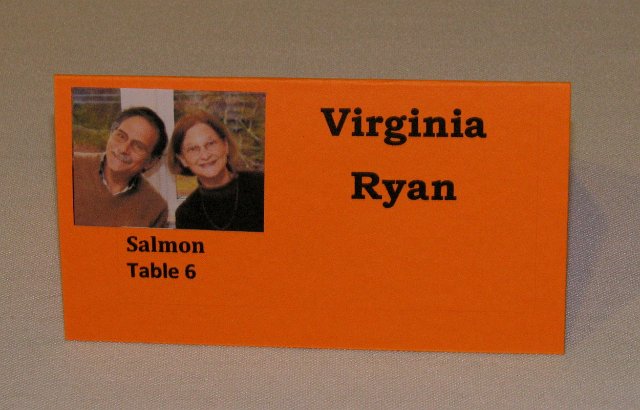 Virginia
Ryan
Salmon
Table 6